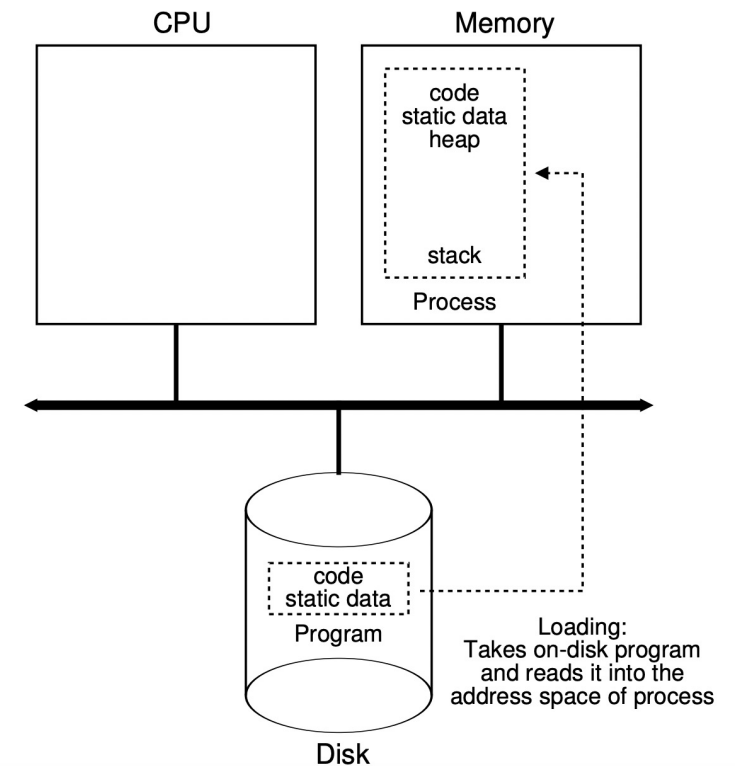 CPU
Memory
code
static data
heap
stack
Process
code
static data
Program
Loading:
Takes on-disk program
and reads it into the
address space of process
Disk